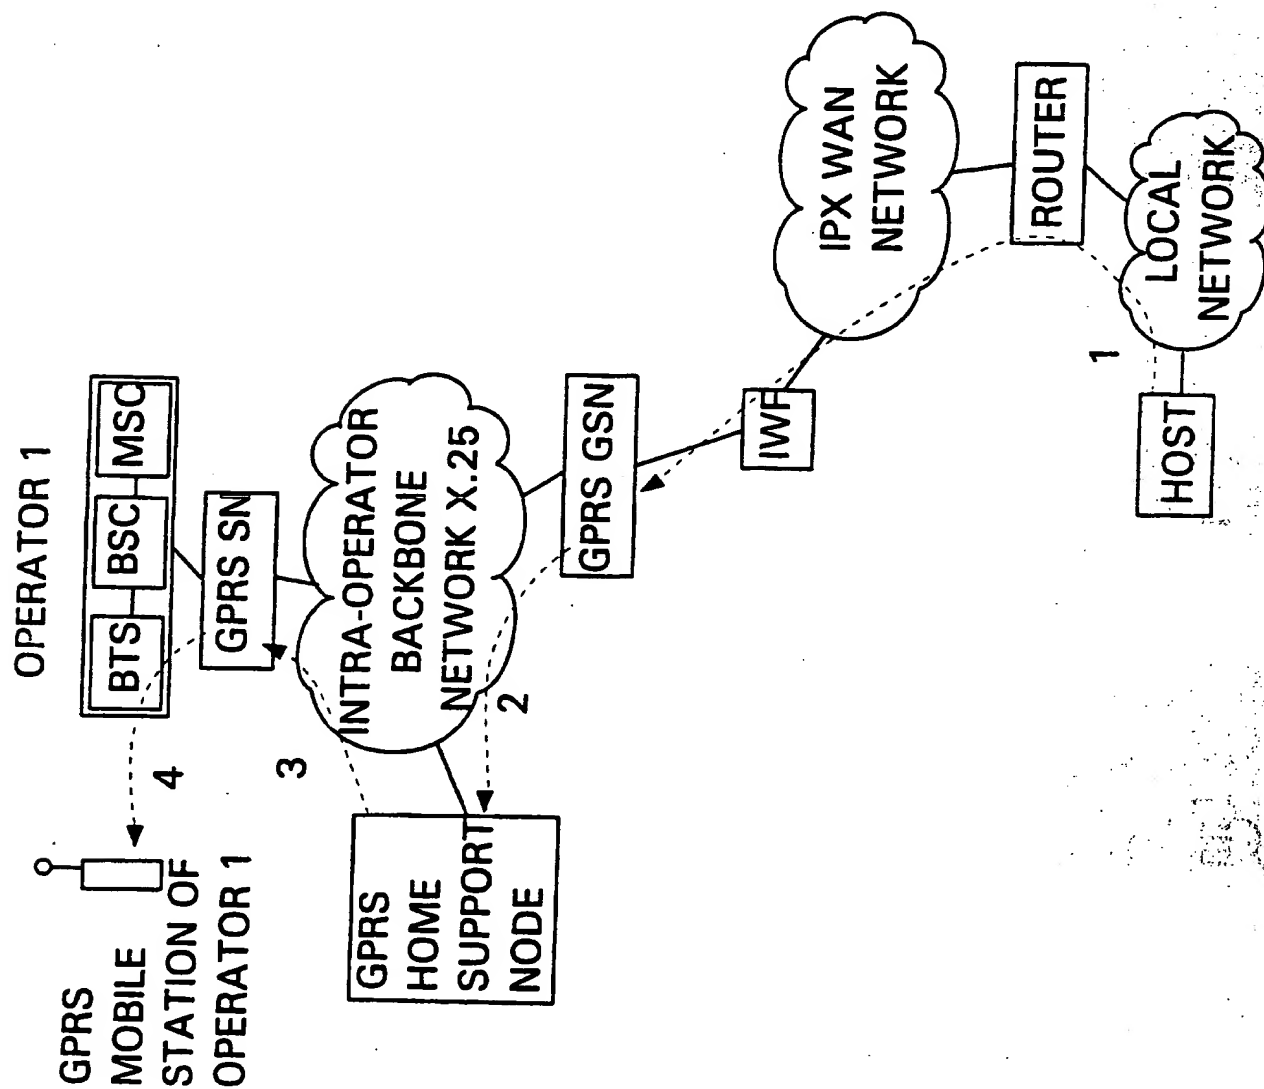 OPERATOR 1
BTS
BSC
MSC
GPRS SN
4
GPRS
MOBILE
STATION OF
OPERATOR 1
3
INTRA-OPERATOR
BACKBONE
NETWORK X.25
2
GPRS
HOME
SUPPORT
NODE
GPRS GSN
IWF
IPX WAN
NETWORK
ROUTER
1
LOCAL
NETWORK
HOST